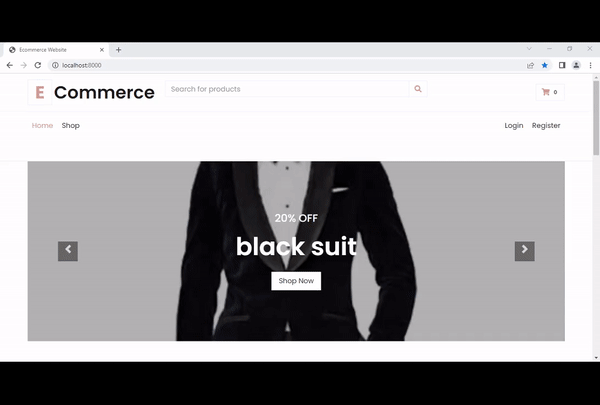 Ecommerce Website
localhost:8000
E Commerce
Search for products
0
Home Shop
Login Register
20% OFF
black suit
Shop Now